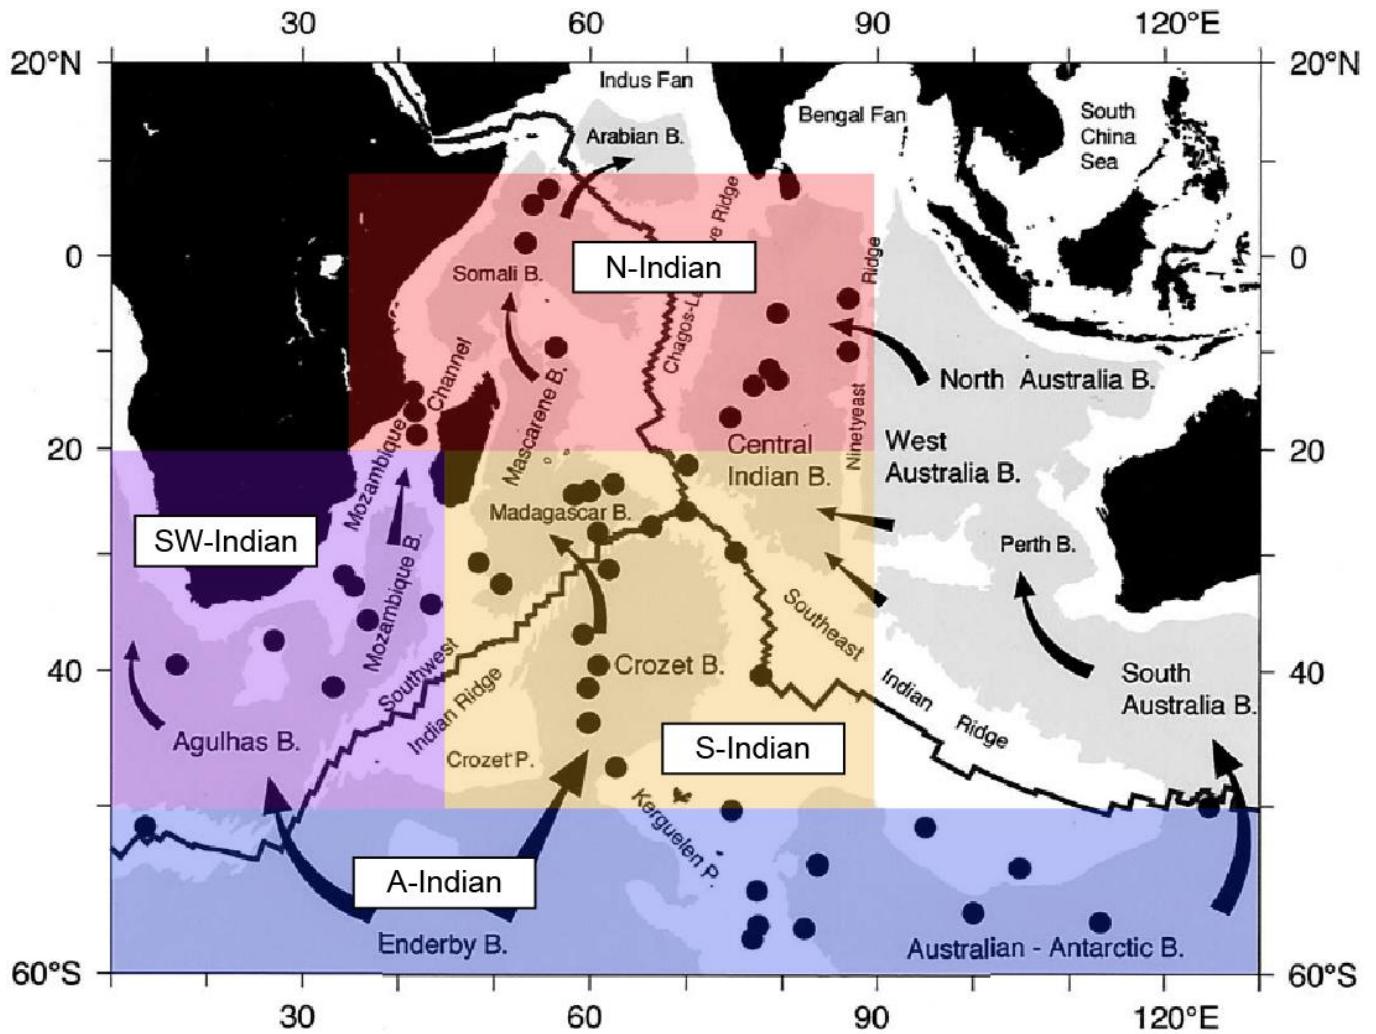 30 60 90 120°E
20°N 20°N
Indus Fan
Bengal Fan
South
China
Sea
Arabian B.
Ridge
0 0
N-Indian
Somali B.
Ridge
Chagos-
Channel
Mozambique
Mascarene B.
North Australia B.
Ninetyeast
20 20
Central
Indian B.
West
Australia B.
Madagascar B.
SW-Indian
Perth B.
Mozambique B.
Southeast
Indian
Ridge
40 40
Southwest
Indian Ridge
Crozet B.
South
Australia B.
Agulhas B.
Crozet P.
S-Indian
Kerguelen P.
A-Indian
Enderby B.
Australian - Antarctic B.
60°S 60°S
30 60 90 120°E